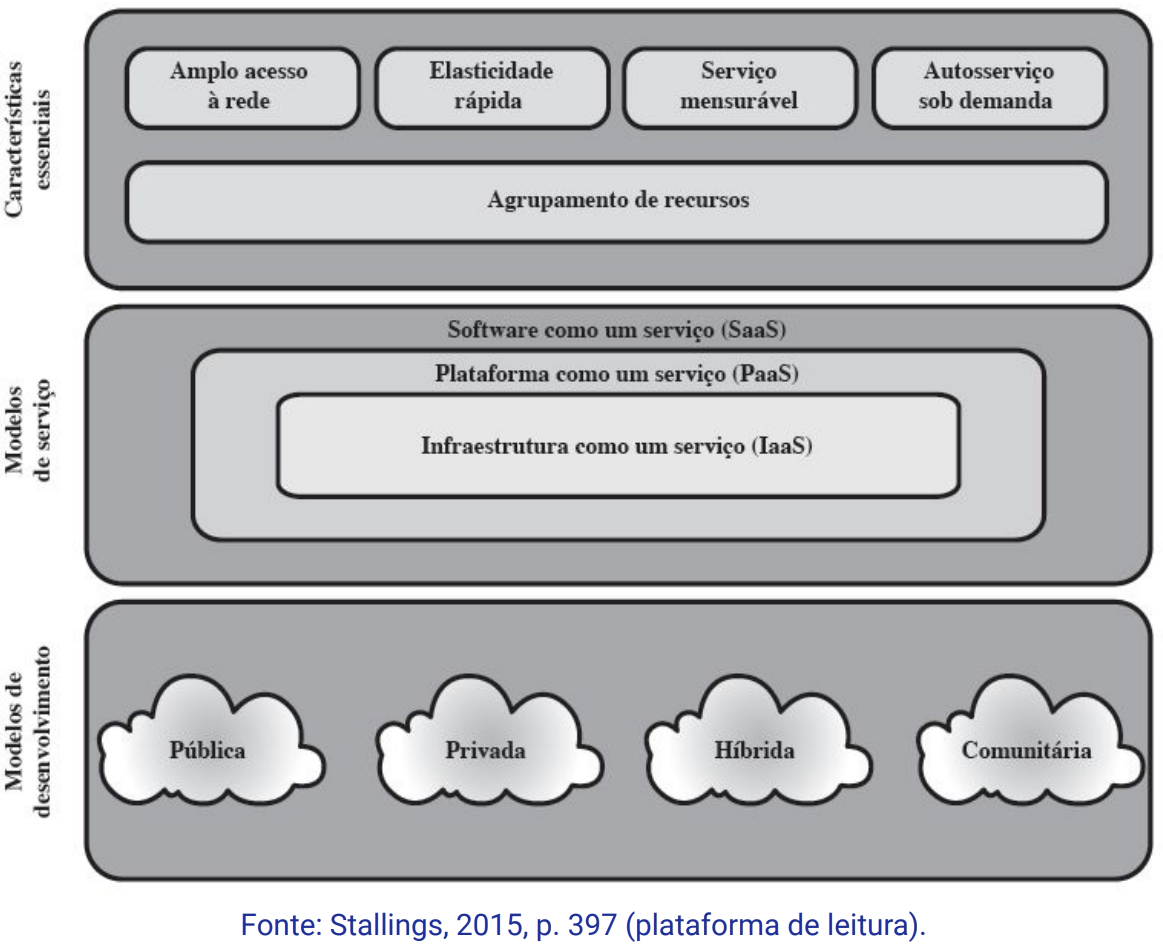 Características
essenciais
Amplo acesso
à rede
Elasticidade
rápida
Serviço
mensurável
Autosserviço
sob demanda
Agrupamento de recursos
Modelos
de serviço
Software como um serviço (SaaS)
Plataforma como um serviço (PaaS)
Infraestrutura como um serviço (IaaS)
Modelos de
desenvolvimento
Pública
Privada
Híbrida
Comunitária
Fonte: Stallings, 2015, p. 397 (plataforma de leitura).